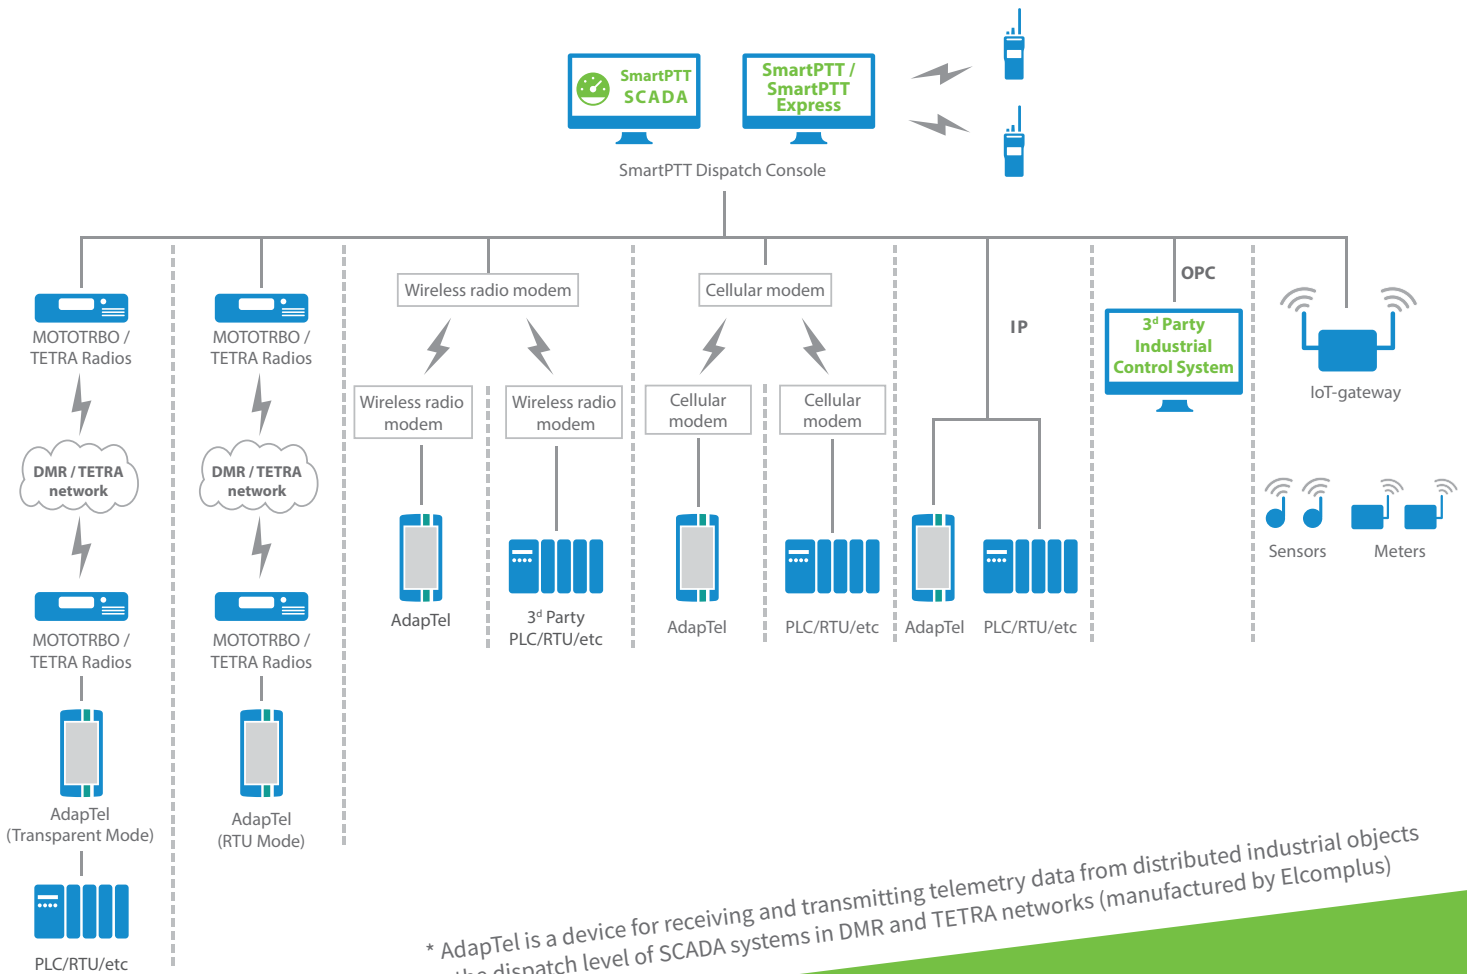 SmartPTT
SCADA
SmartPTT /
SmartPTT
Express
SmartPTT Dispatch Console
MOTOTRBO /
TETRA Radios
DMR / TETRA
network
MOTOTRBO /
TETRA Radios
AdapTel
(Transparent Mode)
PLC/RTU/etc
MOTOTRBO /
TETRA Radios
DMR / TETRA
network
MOTOTRBO /
TETRA Radios
AdapTel
(RTU Mode)
Wireless radio modem
Wireless radio
modem
AdapTel
Wireless radio
modem
3ᵈ Party
PLC/RTU/etc
Cellular modem
Cellular
modem
AdapTel
Cellular
modem
PLC/RTU/etc
IP
AdapTel
PLC/RTU/etc
OPC
3ᵈ Party
Industrial
Control System
IoT-gateway
Sensors
Meters
* AdapTel is a device for receiving and transmitting telemetry data from distributed industrial objects
the dispatch level of SCADA systems in DMR and TETRA networks (manufactured by Elcomplus)